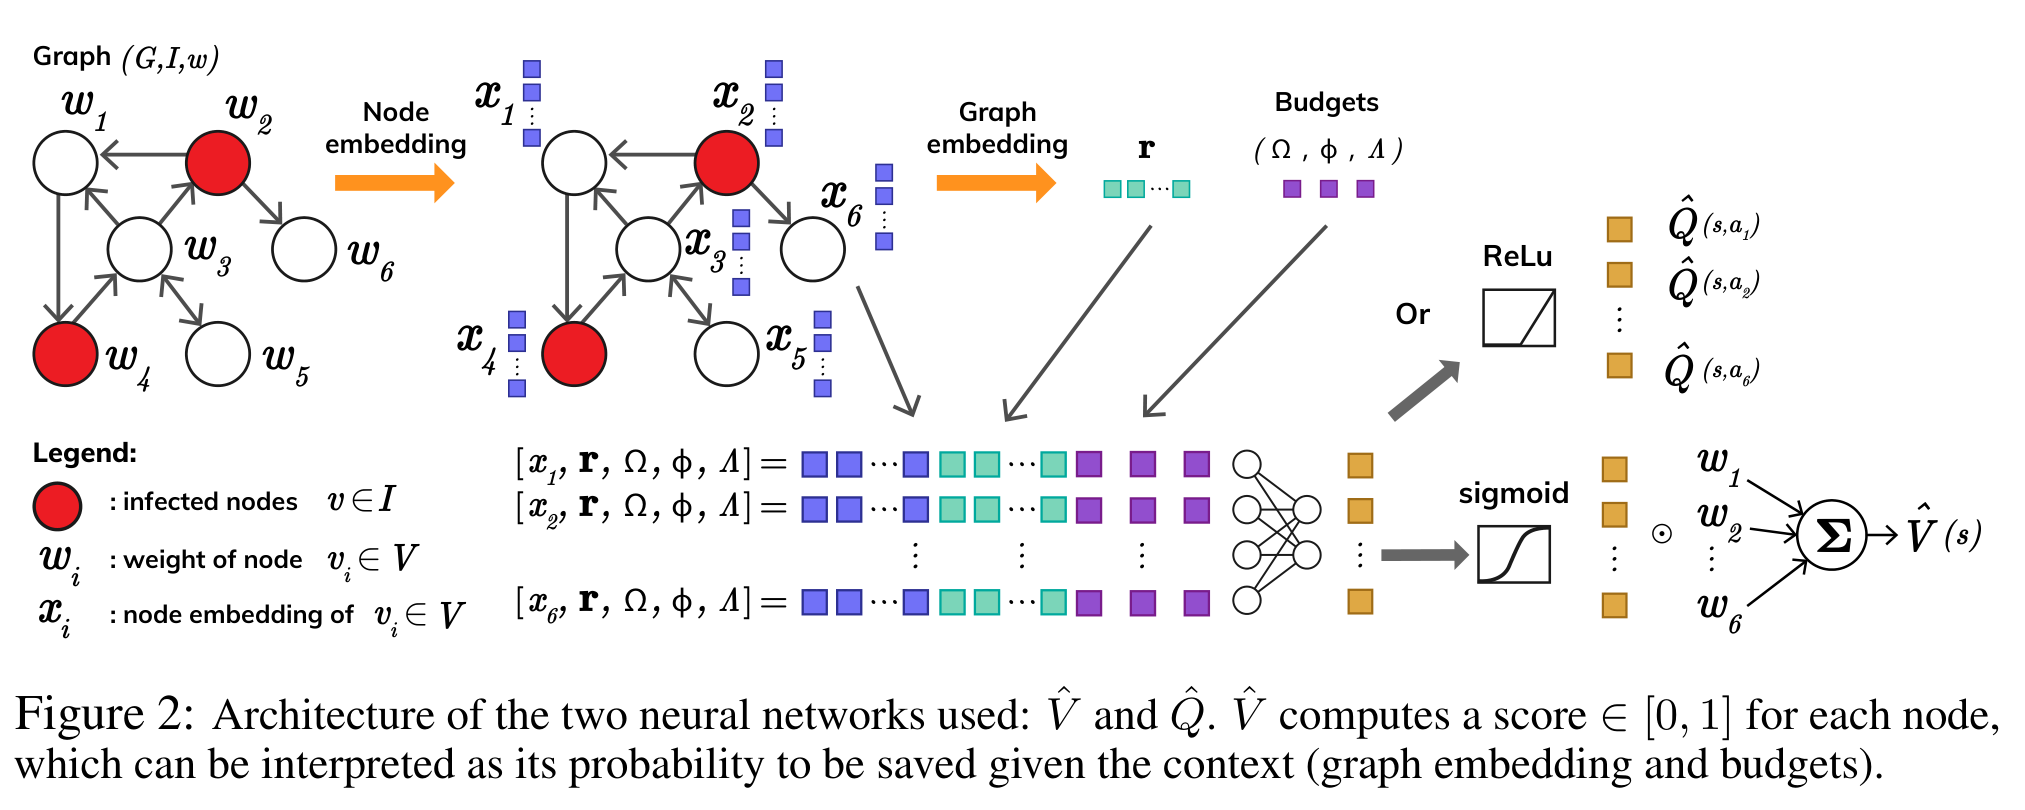 Graph (G,I,w)
w1
w2
w3
w6
w4
w5
Node
embedding
x1
x2
x6
x3
x4
x5
Graph
embedding
r
Budgets
( Ω , ϕ , Λ )
Legend:
: infected nodes v ∈ I
wi : weight of node vi ∈ V
xi : node embedding of vi ∈ V
[x1, r, Ω, ϕ, Λ] = ...
[x2, r, Ω, ϕ, Λ] = ...
⋮
[x6, r, Ω, ϕ, Λ] = ...
Or
ReLu
Q̂(s,a1)
Q̂(s,a2)
⋮
Q̂(s,a6)
sigmoid
⊙
w1
w2
⋮
w6
Σ
V̂(s)
Figure 2: Architecture of the two neural networks used: V̂ and Q̂. V̂ computes a score ∈ [0, 1] for each node,
which can be interpreted as its probability to be saved given the context (graph embedding and budgets).